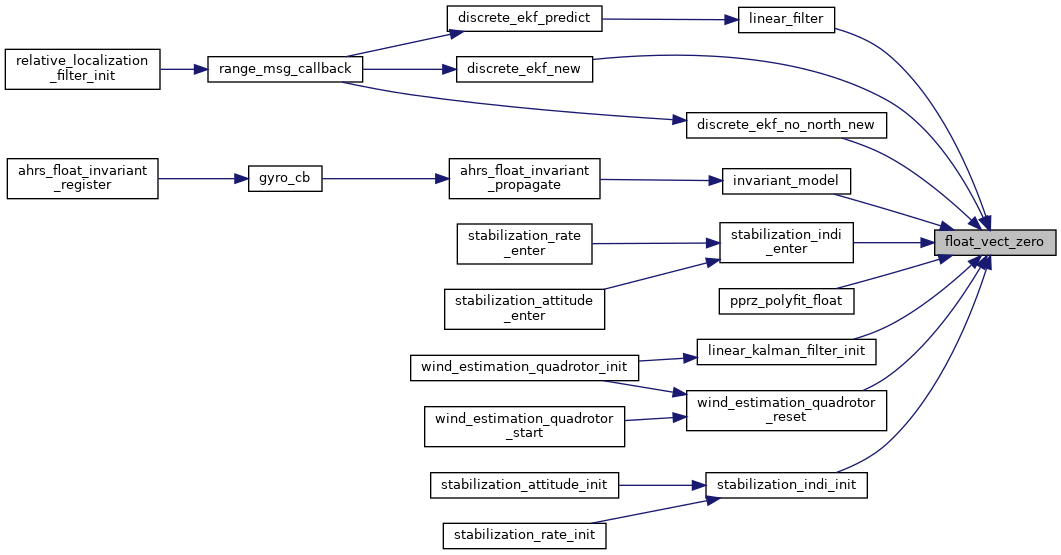 discrete_ekf_predict
linear_filter
relative_localization
_filter_init
range_msg_callback
discrete_ekf_new
discrete_ekf_no_north_new
ahrs_float_invariant
_register
gyro_cb
ahrs_float_invariant
_propagate
invariant_model
stabilization_rate
_enter
stabilization_indi
_enter
float_vect_zero
stabilization_attitude
_enter
pprz_polyfit_float
linear_kalman_filter_init
wind_estimation_quadrotor_init
wind_estimation_quadrotor
_reset
wind_estimation_quadrotor
_start
stabilization_attitude_init
stabilization_indi_init
stabilization_rate_init